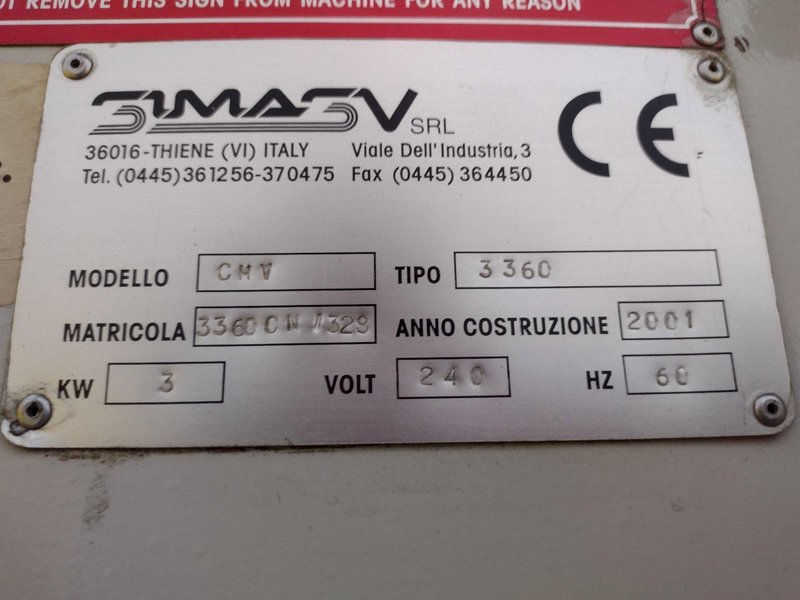 OT REMOVE THIS SIGN FROM MACHINE FOR ANY REASON
SIMASV SRL
36016-THIENE (VI) ITALY Viale Dell'Industria, 3
Tel. (0445) 361256-370475 Fax (0445) 364450
CE
MODELLO CMV TIPO 3360
MATRICOLA ANNO COSTRUZIONE 2001
KW 3 VOLT 240 HZ 60